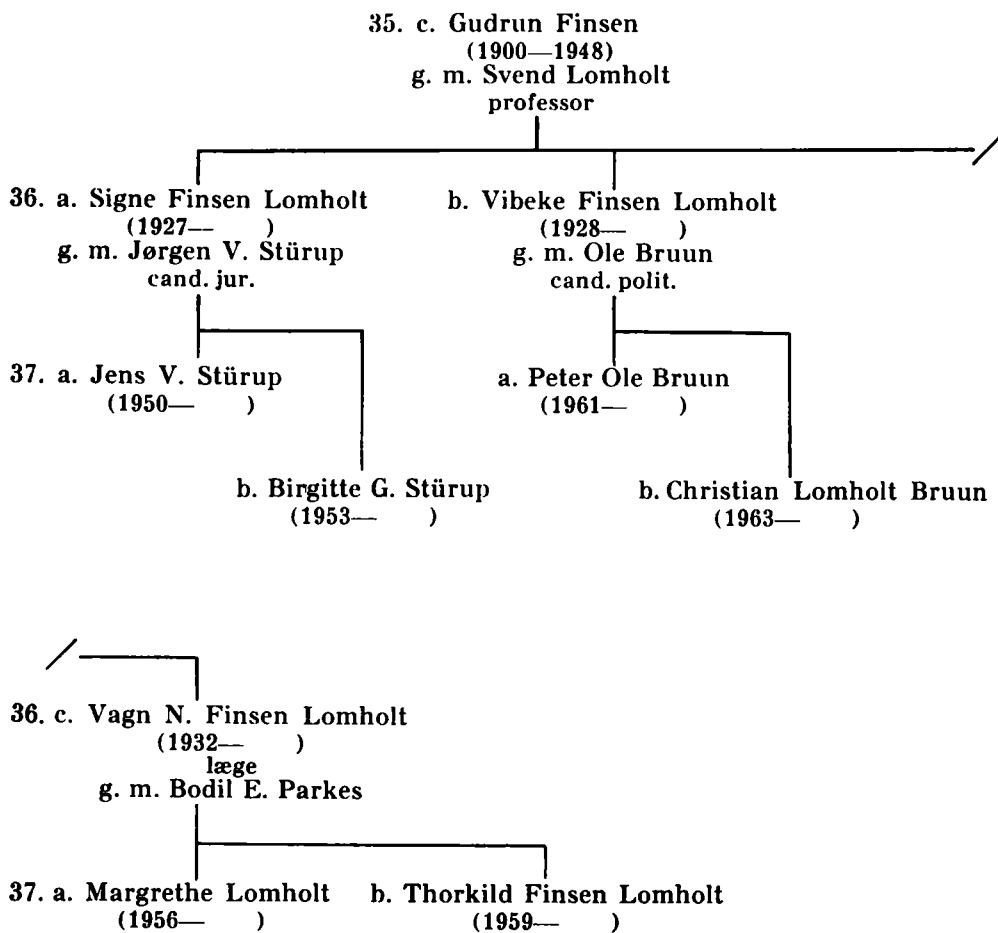 35. c. Gudrun Finsen
(1900—1948)
g. m. Svend Lomholt
professor
36. a. Signe Finsen Lomholt
(1927— )
g. m. Jørgen V. Stürup
cand. jur.
b. Vibeke Finsen Lomholt
(1928— )
g. m. Ole Bruun
cand. polit.
37. a. Jens V. Stürup
(1950— )
b. Birgitte G. Stürup
(1953— )
a. Peter Ole Bruun
(1961— )
b. Christian Lomholt Bruun
(1963— )
36. c. Vagn N. Finsen Lomholt
(1932— )
læge
g. m. Bodil E. Parkes
37. a. Margrethe Lomholt
(1956— )
b. Thorkild Finsen Lomholt
(1959— )